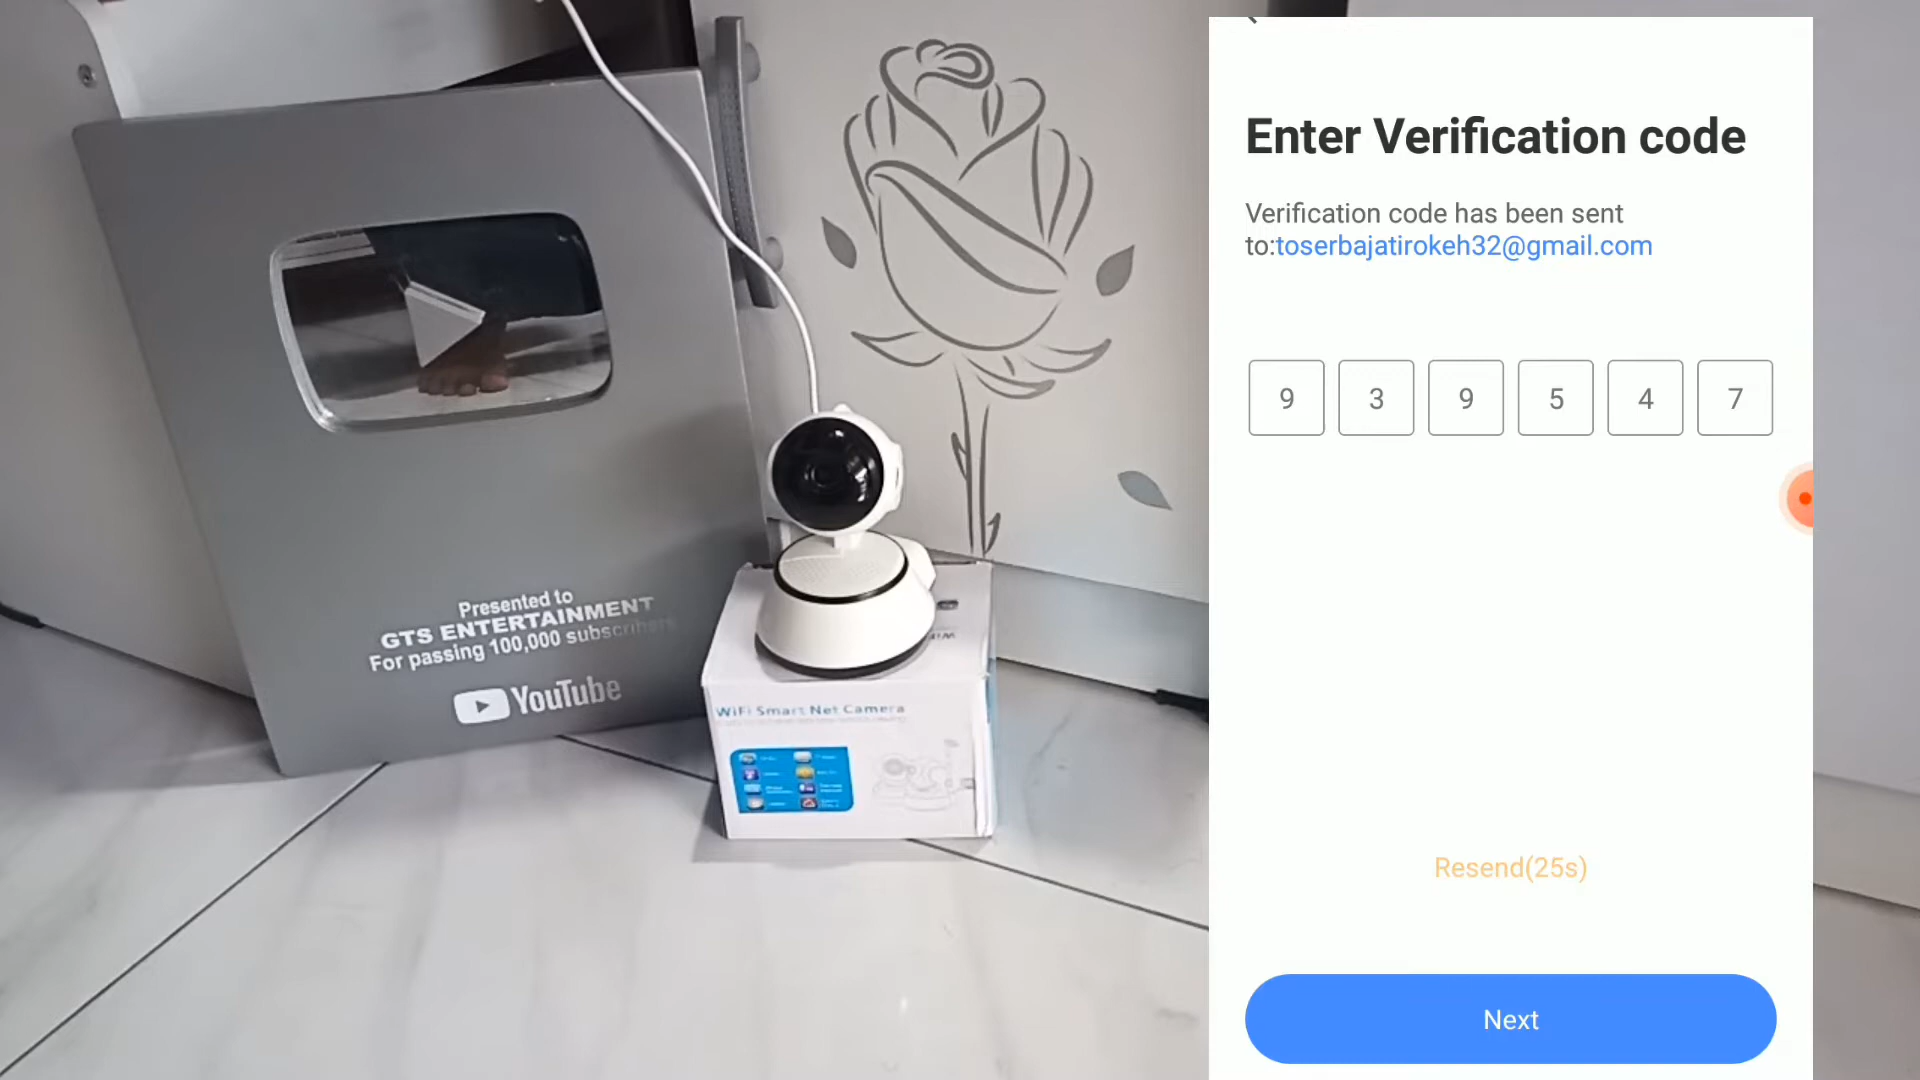 Presented to
GTS ENTERTAINMENT
For passing 100,000 subscribers
YouTube
WiFi Smart Net Camera
Enter Verification code
Verification code has been sent
to:toserbajatirokeh32@gmail.com
9 3 9 5 4 7
Resend(25s)
Next